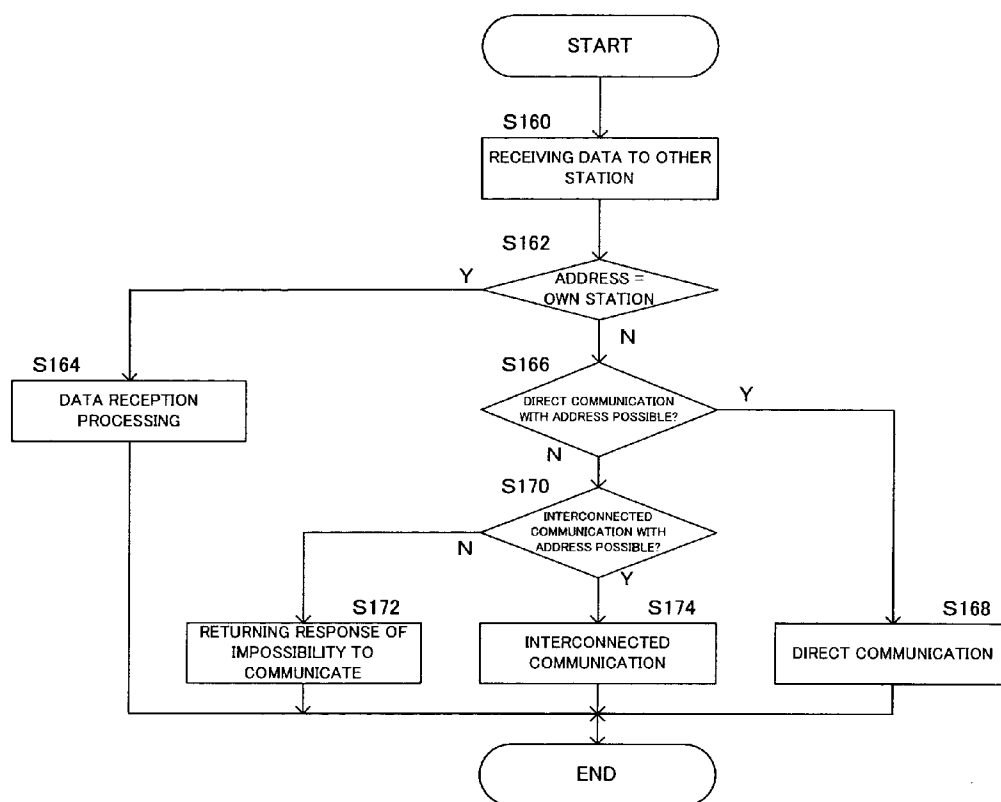 START
S160
RECEIVING DATA TO OTHER
STATION
S162
Y
ADDRESS =
OWN STATION
N
S164
DATA RECEPTION
PROCESSING
S166
DIRECT COMMUNICATION
WITH ADDRESS POSSIBLE?
Y
N
S170
INTERCONNECTED
COMMUNICATION WITH
ADDRESS POSSIBLE?
N
Y
S172
RETURNING RESPONSE OF
IMPOSSIBILITY TO
COMMUNICATE
S174
INTERCONNECTED
COMMUNICATION
S168
DIRECT COMMUNICATION
END